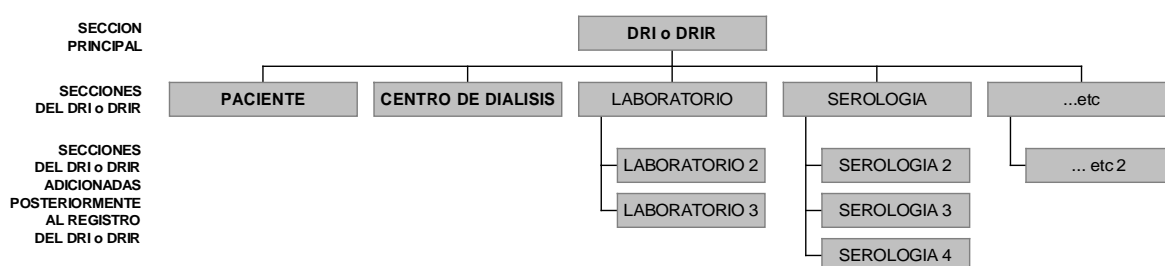 SECCION
PRINCIPAL
DRI o DRIR
SECCIONES
DEL DRI o DRIR
PACIENTE
CENTRO DE DIALISIS
LABORATORIO
SEROLOGIA
...etc
SECCIONES
DEL DRI o DRIR
ADICIONADAS
POSTERIORMENTE
AL REGISTRO
DEL DRI o DRIR
LABORATORIO 2
SEROLOGIA 2
... etc 2
LABORATORIO 3
SEROLOGIA 3
SEROLOGIA 4